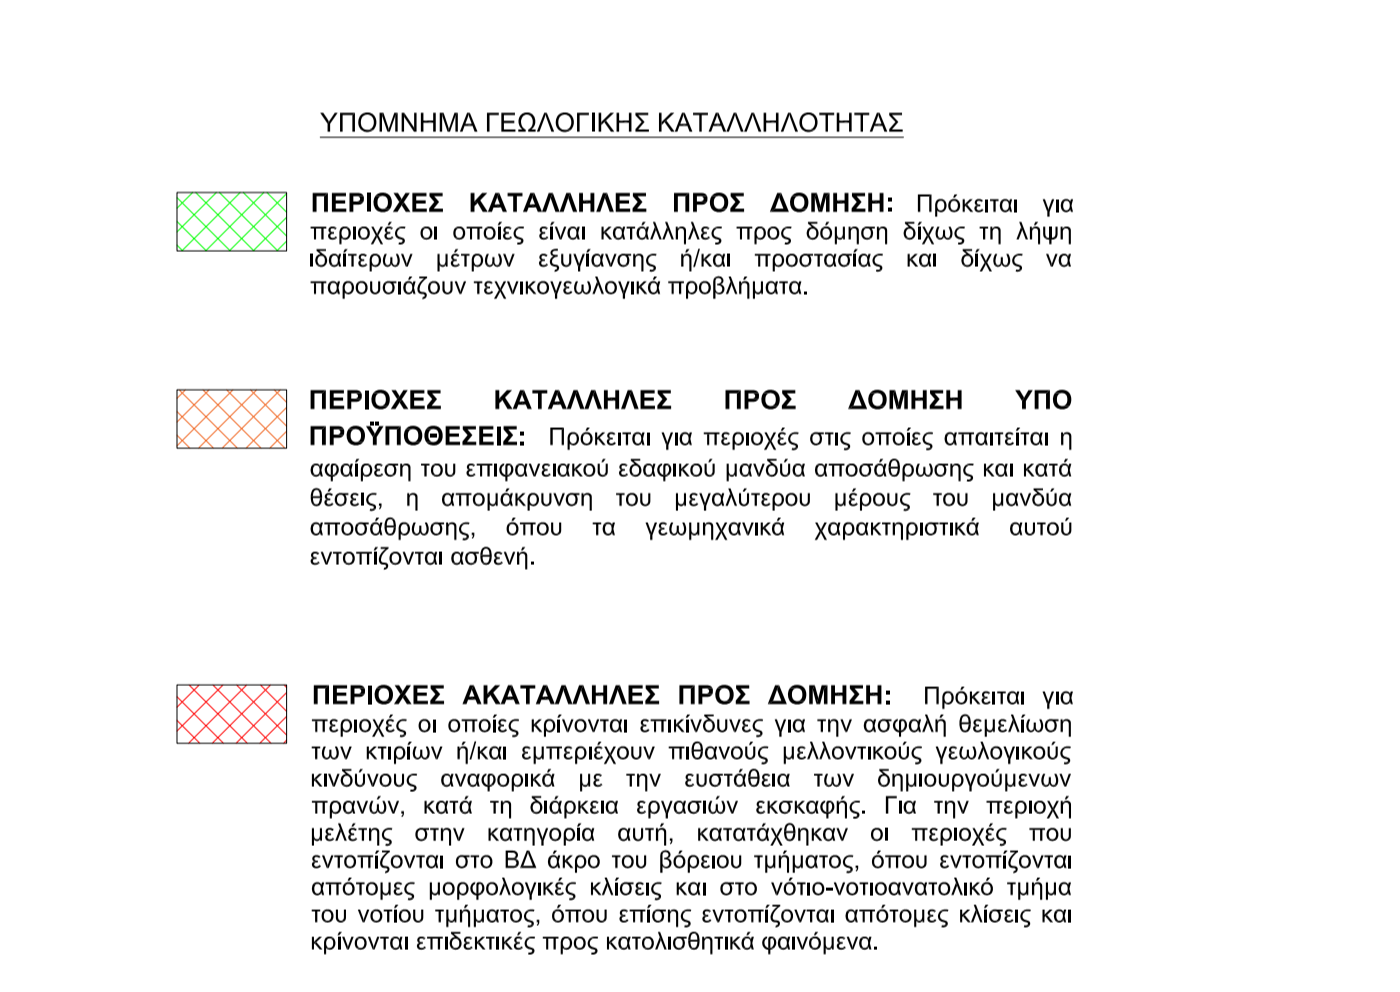 ΥΠΟΜΝΗΜΑ ΓΕΩΛΟΓΙΚΗΣ ΚΑΤΑΛΛΗΛΟΤΗΤΑΣ
ΠΕΡΙΟΧΕΣ ΚΑΤΑΛΛΗΛΕΣ ΠΡΟΣ ΔΟΜΗΣΗ: Πρόκειται για
περιοχές οι οποίες είναι κατάλληλες προς δόμηση δίχως τη λήψη
ιδαίτερων μέτρων εξυγίανσης ή/και προστασίας και δίχως να
παρουσιάζουν τεχνικογεωλογικά προβλήματα.
ΠΕΡΙΟΧΕΣ ΚΑΤΑΛΛΗΛΕΣ ΠΡΟΣ ΔΟΜΗΣΗ ΥΠΟ
ΠΡΟΫΠΟΘΕΣΕΙΣ: Πρόκειται για περιοχές στις οποίες απαιτείται η
αφαίρεση του επιφανειακού εδαφικού μανδύα αποσάθρωσης και κατά
θέσεις, η απομάκρυνση του μεγαλύτερου μέρους του μανδύα
αποσάθρωσης, όπου τα γεωμηχανικά χαρακτηριστικά αυτού
εντοπίζονται ασθενή.
ΠΕΡΙΟΧΕΣ ΑΚΑΤΑΛΛΗΛΕΣ ΠΡΟΣ ΔΟΜΗΣΗ: Πρόκειται για
περιοχές οι οποίες κρίνονται επικίνδυνες για την ασφαλή θεμελίωση
των κτιρίων ή/και εμπεριέχουν πιθανούς μελλοντικούς γεωλογικούς
κινδύνους αναφορικά με την ευστάθεια των δημιουργούμενων
πρανών, κατά τη διάρκεια εργασιών εκσκαφής. Για την περιοχή
μελέτης στην κατηγορία αυτή, κατατάχθηκαν οι περιοχές που
εντοπίζονται στο ΒΔ άκρο του βόρειου τμήματος, όπου εντοπίζονται
απότομες μορφολογικές κλίσεις και στο νότιο-νοτιοανατολικό τμήμα
του νοτίου τμήματος, όπου επίσης εντοπίζονται απότομες κλίσεις και
κρίνονται επιδεκτικές προς κατολισθητικά φαινόμενα.